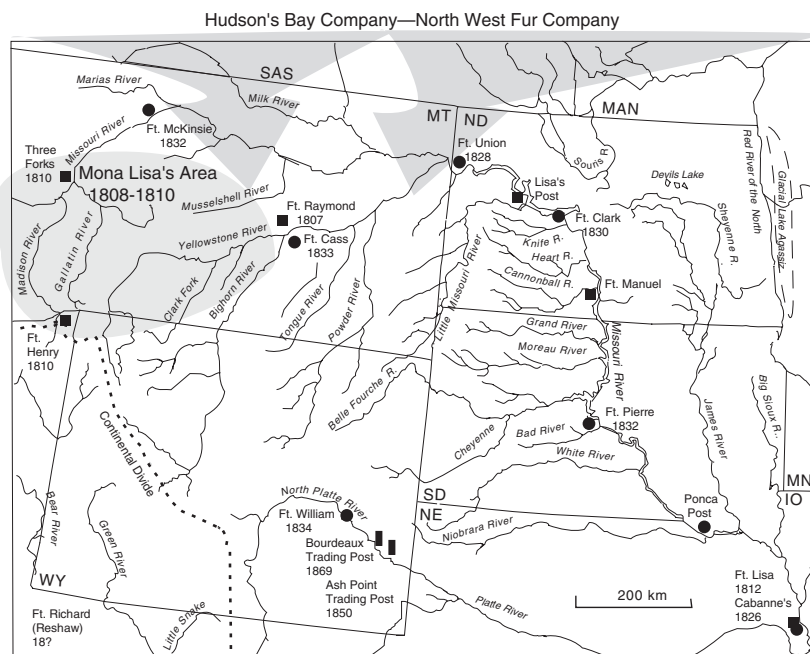 Hudson's Bay Company—North West Fur Company
SAS
MAN
MT
ND
Marias River
Milk River
Missouri River
Ft. McKinsie
1832
Three
Forks
1810
Mona Lisa's Area
1808-1810
Musselshell River
Ft. Raymond
1807
Yellowstone River
Ft. Cass
1833
Madison River
Gallatin River
Clark Fork
Bighorn River
Tongue River
Powder River
Ft. Union
1828
Lisa's
Post
Souris R.
Devils Lake
Red River of the North
Glacial Lake Agassiz
Sheyenne R.
Ft. Clark
1830
Knife R.
Heart R.
Cannonball R.
Ft. Manuel
Little Missouri River
Grand River
Moreau River
Missouri River
Ft.
Henry
1810
Continental Divide
Belle Fourche R.
Cheyenne
Bad River
White River
Ft. Pierre
1832
James River
Big Sioux R..
MN
IO
SD
NE
Ponca
Post
Niobrara River
North Platte River
Ft. William
1834
Bourdeaux
Trading Post
1869
Ash Point
Trading Post
1850
Platte River
200 km
Ft. Lisa
1812
Cabanne's
1826
Bear River
Green River
Little Snake
WY
Ft. Richard
(Reshaw)
18?